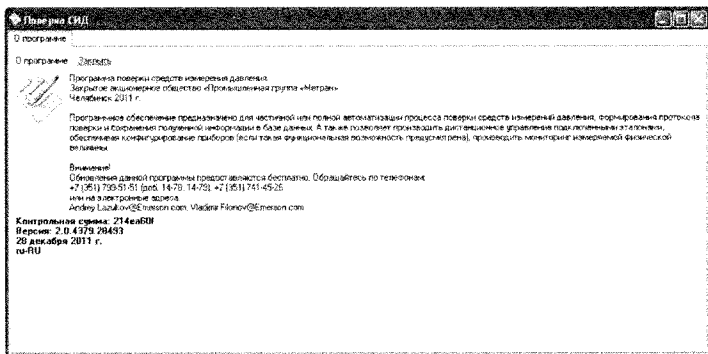 Поверка СИД
О программе
О программе Закрыть
Программа поверки средств измерения давления.
Закрытое акционерное общество «Промышленная группа «Метран»
Челябинск 2011 г.
Программное обеспечение предназначено для частичной или полной автоматизации процесса поверки средств измерений давления, формирования протокола
поверки и сохранения полученной информации в базе данных. А также позволяет производить дистанционное управление подключенными эталонами,
обеспечивая конфигурирование приборов (если такая функциональная возможность предусмотрена), производить мониторинг измеряемой физической
величины.
Внимание!
Обновления данной программы предоставляются бесплатно. Обращайтесь по телефонам:
+7 (351) 799-51-51 (доб. 14-78, 14-79), +7 (351) 741-45-26
или на электронные адреса:
Andrey.Lazukov@Emerson.com, Vladimir.Filonov@Emerson.com
Контрольная сумма: 214ea60f
Версия: 2.0.4379.28493
28 декабря 2011 г.
ru-RU